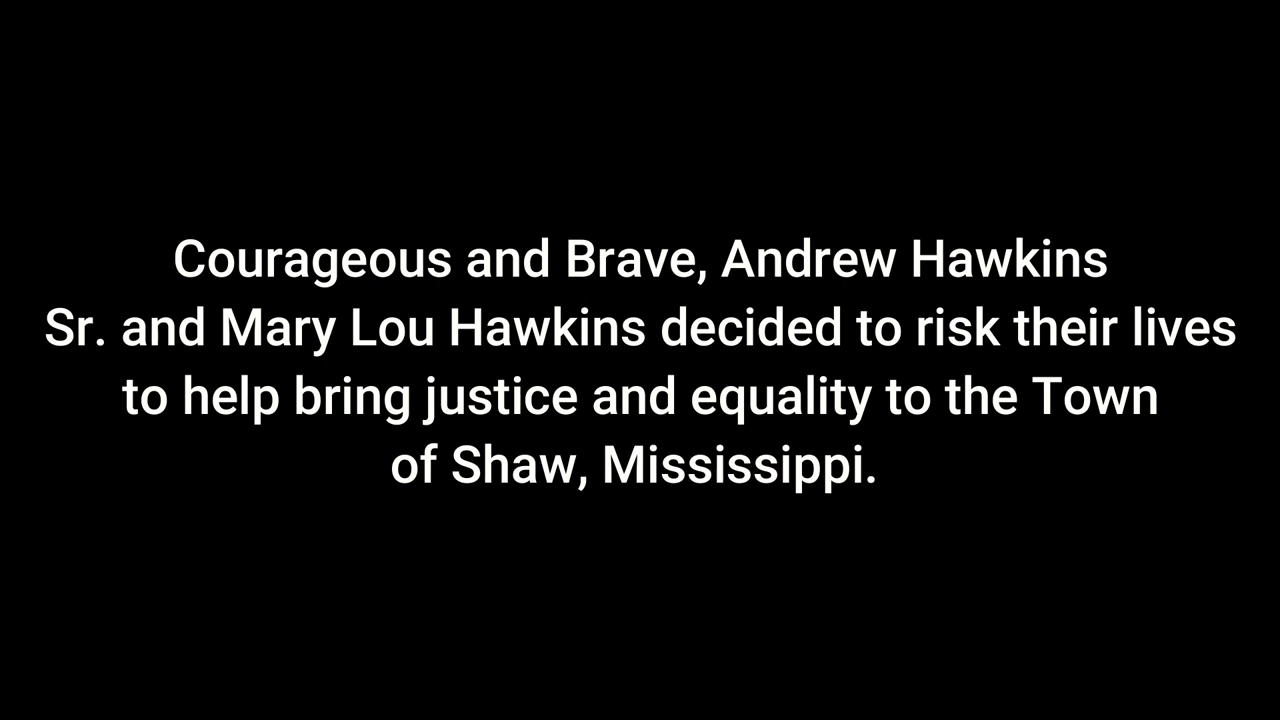 Courageous and Brave, Andrew Hawkins
Sr. and Mary Lou Hawkins decided to risk their lives
to help bring justice and equality to the Town
of Shaw, Mississippi.